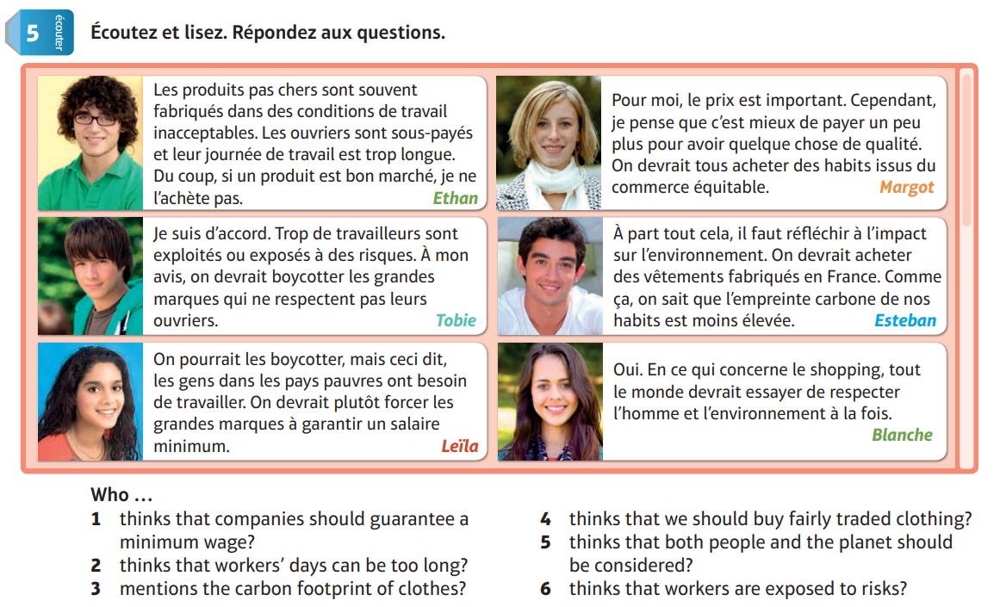 5
écouter
Écoutez et lisez. Répondez aux questions.
Les produits pas chers sont souvent
fabriqués dans des conditions de travail
inacceptables. Les ouvriers sont sous-payés
et leur journée de travail est trop longue.
Du coup, si un produit est bon marché, je ne
l’achète pas.
Ethan
Pour moi, le prix est important. Cependant,
je pense que c’est mieux de payer un peu
plus pour avoir quelque chose de qualité.
On devrait tous acheter des habits issus du
commerce équitable.
Margot
Je suis d’accord. Trop de travailleurs sont
exploités ou exposés à des risques. À mon
avis, on devrait boycotter les grandes
marques qui ne respectent pas leurs
ouvriers.
Tobie
À part tout cela, il faut réfléchir à l’impact
sur l’environnement. On devrait acheter
des vêtements fabriqués en France. Comme
ça, on sait que l’empreinte carbone de nos
habits est moins élevée.
Esteban
On pourrait les boycotter, mais ceci dit,
les gens dans les pays pauvres ont besoin
de travailler. On devrait plutôt forcer les
grandes marques à garantir un salaire
minimum.
Leïla
Oui. En ce qui concerne le shopping, tout
le monde devrait essayer de respecter
l’homme et l’environnement à la fois.
Blanche
Who …
1 thinks that companies should guarantee a
minimum wage?
2 thinks that workers’ days can be too long?
3 mentions the carbon footprint of clothes?
4 thinks that we should buy fairly traded clothing?
5 thinks that both people and the planet should
be considered?
6 thinks that workers are exposed to risks?